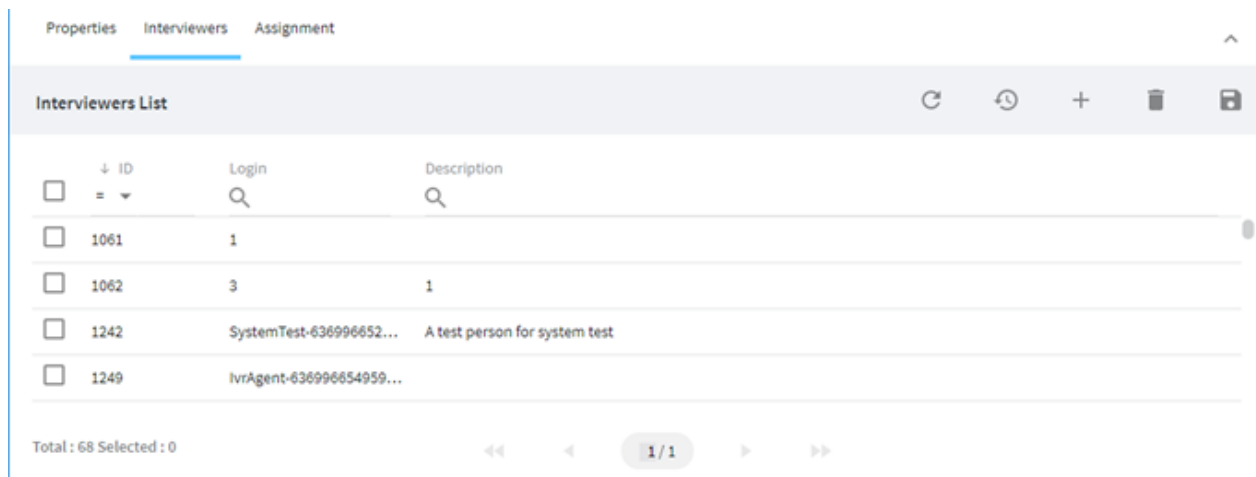 Properties Interviewers Assignment
Interviewers List
↓ ID Login Description
=
1061 1
1062 3 1
1242 SystemTest-636996652... A test person for system test
1249 IvrAgent-636996654959...
Total : 68 Selected : 0 1 / 1